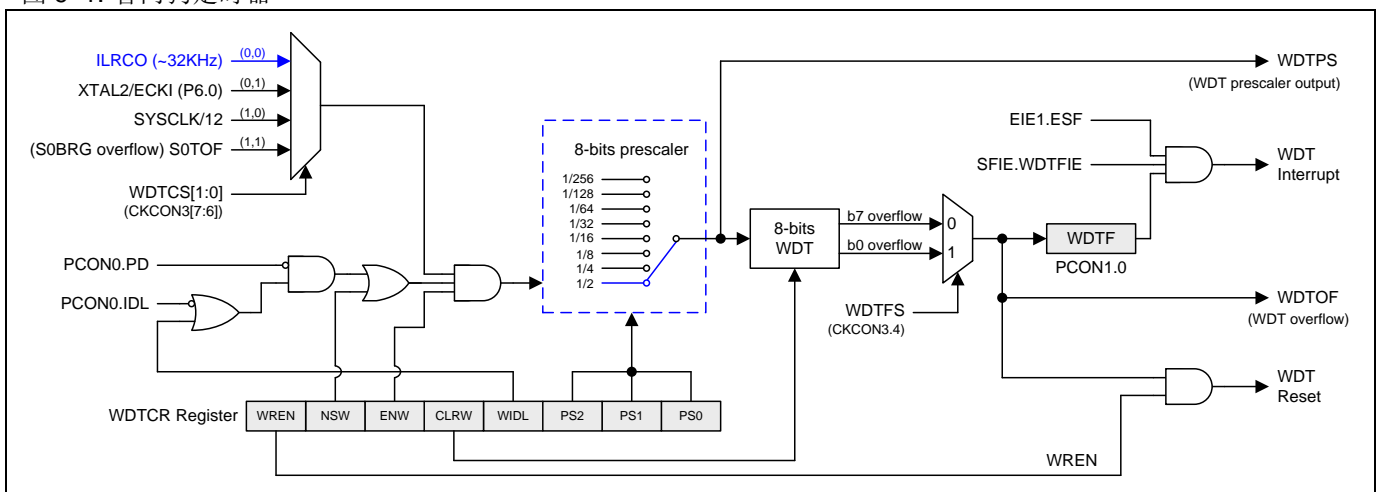 ILRCO (~32KHz)
(0,0)
XTAL2/ECKI (P6.0)
(0,1)
SYSCLK/12
(1,0)
(S0BRG overflow) S0TOF
(1,1)
WDTCS[1:0]
(CKCON3[7:6])
PCON0.PD
PCON0.IDL
8-bits prescaler
1/256
1/128
1/64
1/32
1/16
1/8
1/4
1/2
8-bits
WDT
b7 overflow
0
b0 overflow
1
WDTFS
(CKCON3.4)
WDTPS
(WDT prescaler output)
EIE1.ESF
SFIE.WDTFIE
WDT
Interrupt
WDTF
PCON1.0
WDTOF
(WDT overflow)
WDT
Reset
WREN
WDTCR Register
WREN
NSW
ENW
CLRW
WIDL
PS2
PS1
PS0